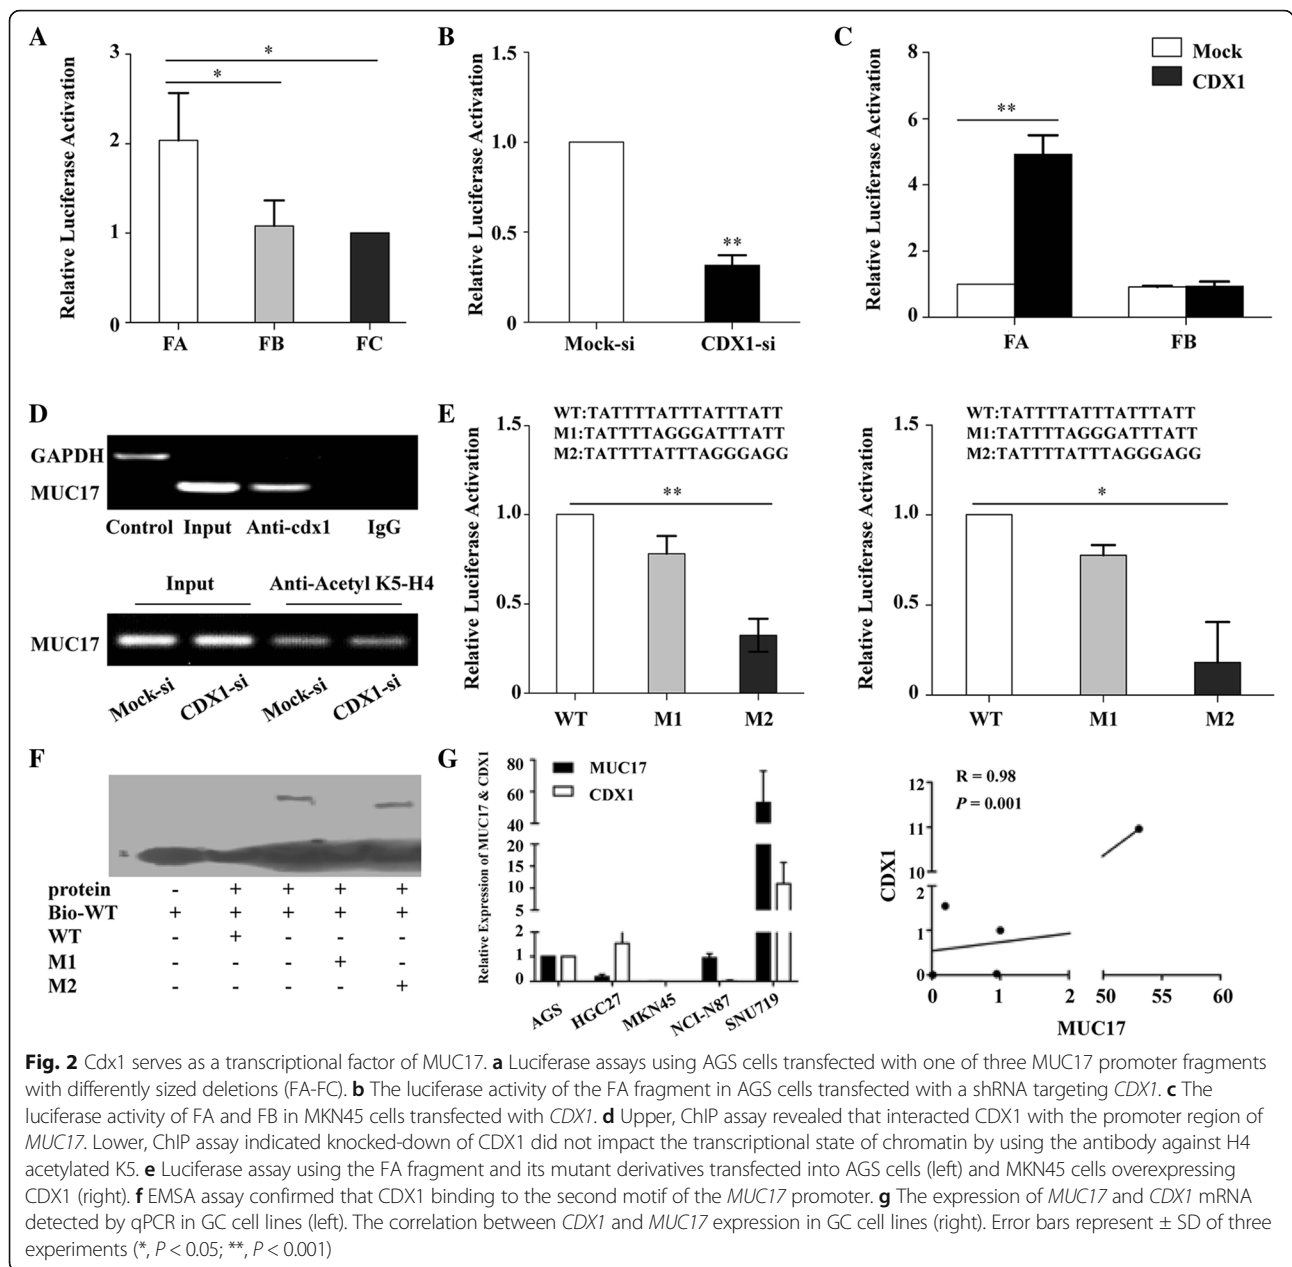 A
3
2
1
0
Relative Luciferase Activation
*
*
FA FB FC
B
1.5
1.0
0.5
0
Relative Luciferase Activation
**
Mock-si CDX1-si
C
8
6
4
2
0
Relative Luciferase Activation
**
Mock
CDX1
FA FB
D
GAPDH
MUC17
Control Input Anti-cdx1 IgG
Input Anti-Acetyl K5-H4
MUC17
Mock-si CDX1-si Mock-si CDX1-si
E
WT:TATTTTATTTATTTATT
M1:TATTTTAGGGATTTATT
M2:TATTTTATTTAGGGAGG
1.5
1.0
0.5
0
Relative Luciferase Activation
**
WT M1 M2
WT:TATTTTATTTATTTATT
M1:TATTTTAGGGATTTATT
M2:TATTTTATTTAGGGAGG
1.5
1.0
0.5
0
Relative Luciferase Activation
*
WT M1 M2
F
protein - + + + +
Bio-WT + + + + +
WT - + - - -
M1 - - - + -
M2 - - - - +
G
Relative Expression of MUC17 & CDX1
80
60
40
20
15
10
5
2
1
0
MUC17
CDX1
AGS HGC27 MKN45 NCI-N87 SNU719
R = 0.98
P = 0.001
CDX1
12
11
10
2
1
0
0 1 2 50 55 60
MUC17
Fig. 2 Cdx1 serves as a transcriptional factor of MUC17. a Luciferase assays using AGS cells transfected with one of three MUC17 promoter fragments
with differently sized deletions (FA-FC). b The luciferase activity of the FA fragment in AGS cells transfected with a shRNA targeting CDX1. c The
luciferase activity of FA and FB in MKN45 cells transfected with CDX1. d Upper, ChIP assay revealed that interacted CDX1 with the promoter region of
MUC17. Lower, ChIP assay indicated knocked-down of CDX1 did not impact the transcriptional state of chromatin by using the antibody against H4
acetylated K5. e Luciferase assay using the FA fragment and its mutant derivatives transfected into AGS cells (left) and MKN45 cells overexpressing
CDX1 (right). f EMSA assay confirmed that CDX1 binding to the second motif of the MUC17 promoter. g The expression of MUC17 and CDX1 mRNA
detected by qPCR in GC cell lines (left). The correlation between CDX1 and MUC17 expression in GC cell lines (right). Error bars represent ± SD of three
experiments (*, P < 0.05; **, P < 0.001)